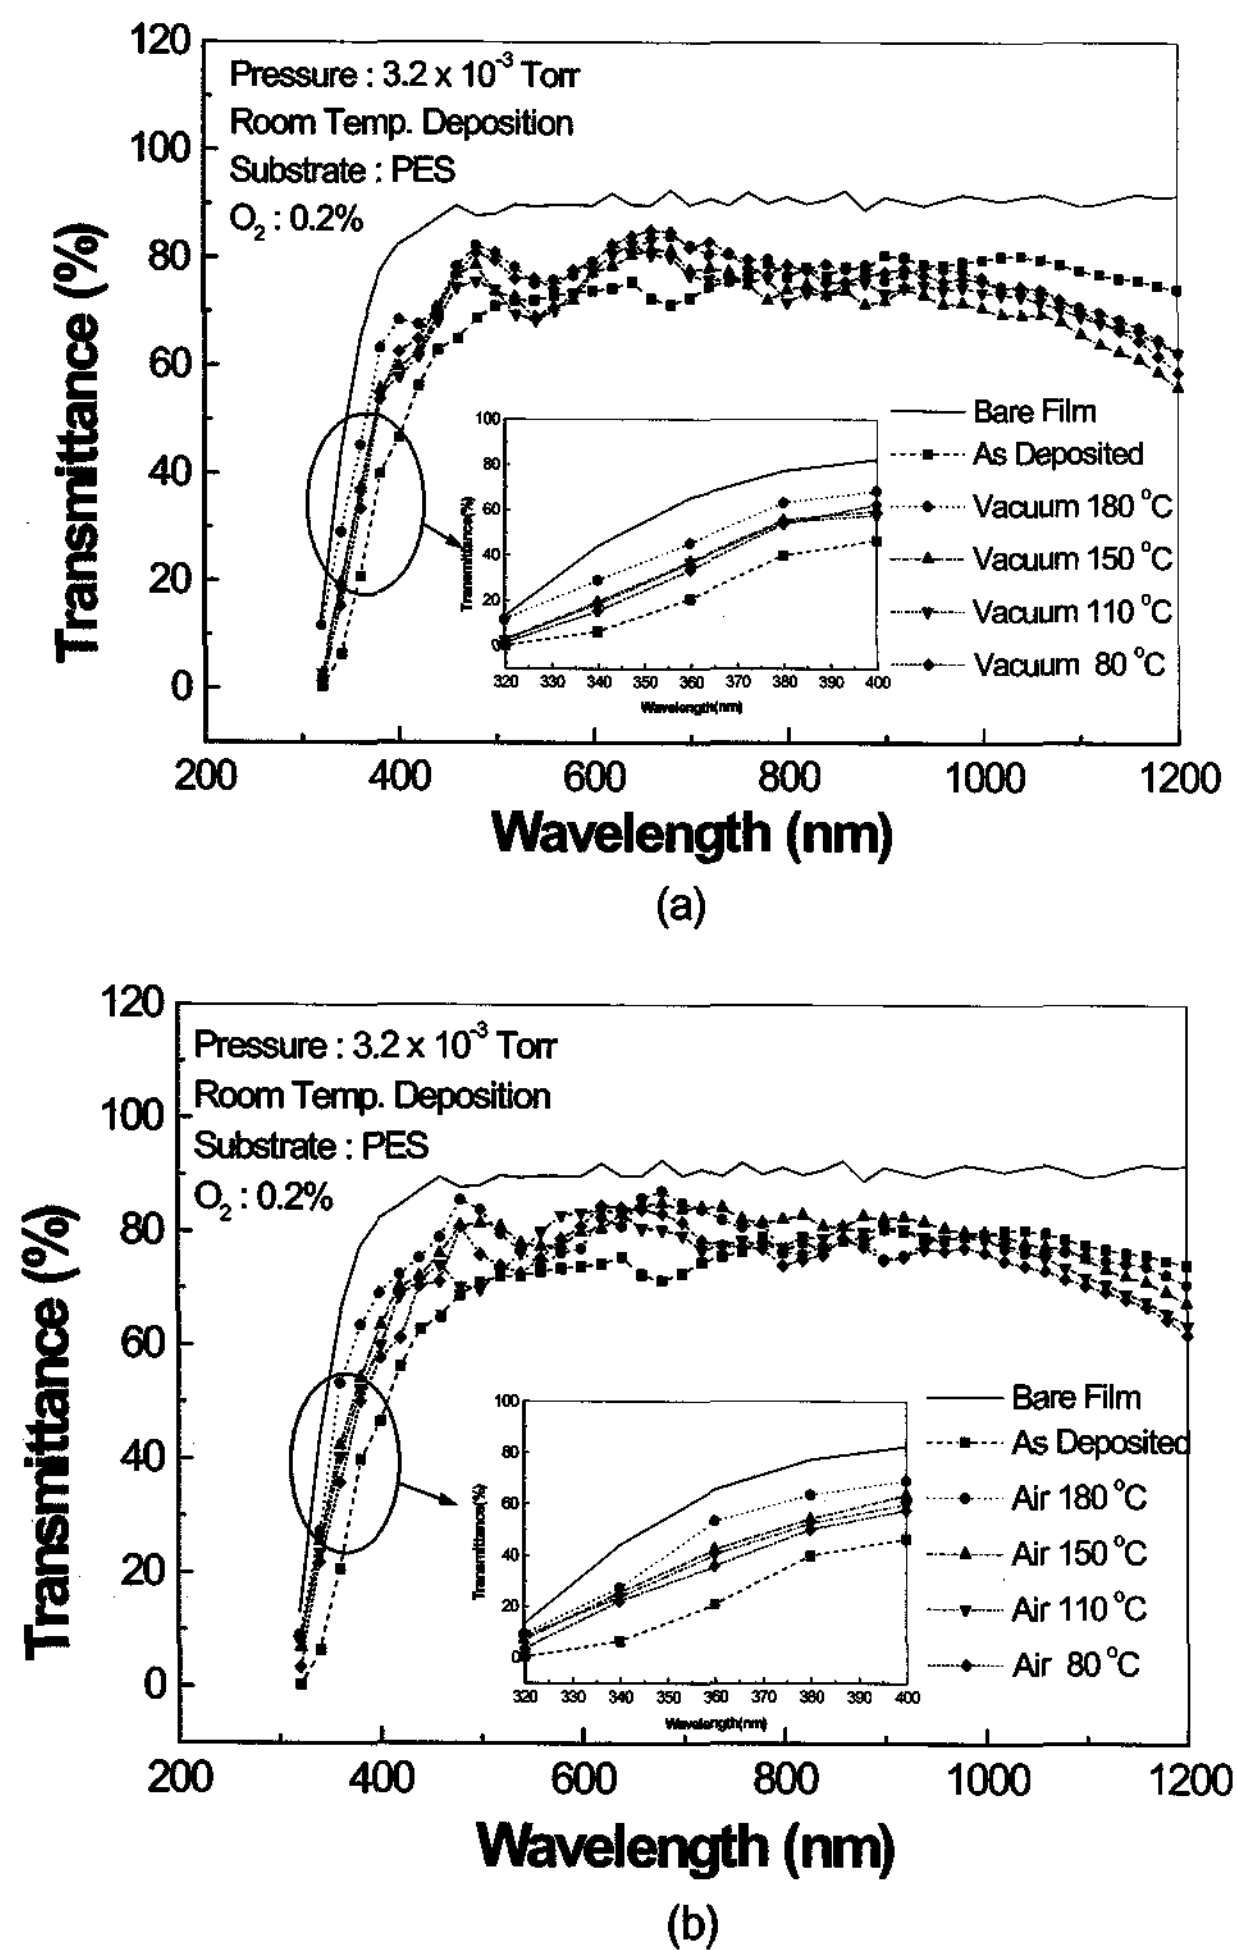 120
100
80
60
40
20
0
Transmittance (%)
Pressure : 3.2 x 10⁻³ Torr
Room Temp. Deposition
Substrate : PES
O₂ : 0.2%
Bare Film
As Deposited
Vacuum 180 °C
Vacuum 150 °C
Vacuum 110 °C
Vacuum 80 °C
100
80
60
40
20
0
Transmittance(%)
320 330 340 350 360 370 380 390 400
Wavelength(nm)
200 400 600 800 1000 1200
Wavelength (nm)
(a)
120
100
80
60
40
20
0
Transmittance (%)
Pressure : 3.2 x 10⁻³ Torr
Room Temp. Deposition
Substrate : PES
O₂ : 0.2%
Bare Film
As Deposited
Air 180 °C
Air 150 °C
Air 110 °C
Air 80 °C
100
80
60
40
20
0
Transmittance(%)
320 330 340 350 360 370 380 390 400
Wavelength(nm)
200 400 600 800 1000 1200
Wavelength (nm)
(b)